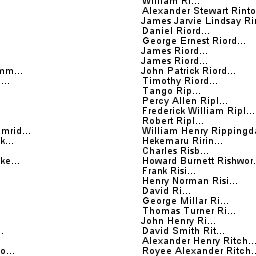 William Ri...
Alexander Stewart Rinto
James Jarvie Lindsay Rin
Daniel Riord...
George Ernest Riord...
James Riord...
James Riord...
mm... John Patrick Riord...
... Timothy Riord...
Tango Rip...
Percy Allen Ripl...
Frederick William Ripl...
Robert Ripl...
mrid... William Henry Rippingda
k... Hekemaru Ririn...
Charles Risb...
ke... Howard Burnett Rishwor.
Frank Risi...
Henry Norman Risi...
David Ri...
George Millar Ri...
Thomas Turner Ri...
John Henry Ri...
. David Smith Rit...
Alexander Henry Ritch...
o... Royee Alexander Ritch.